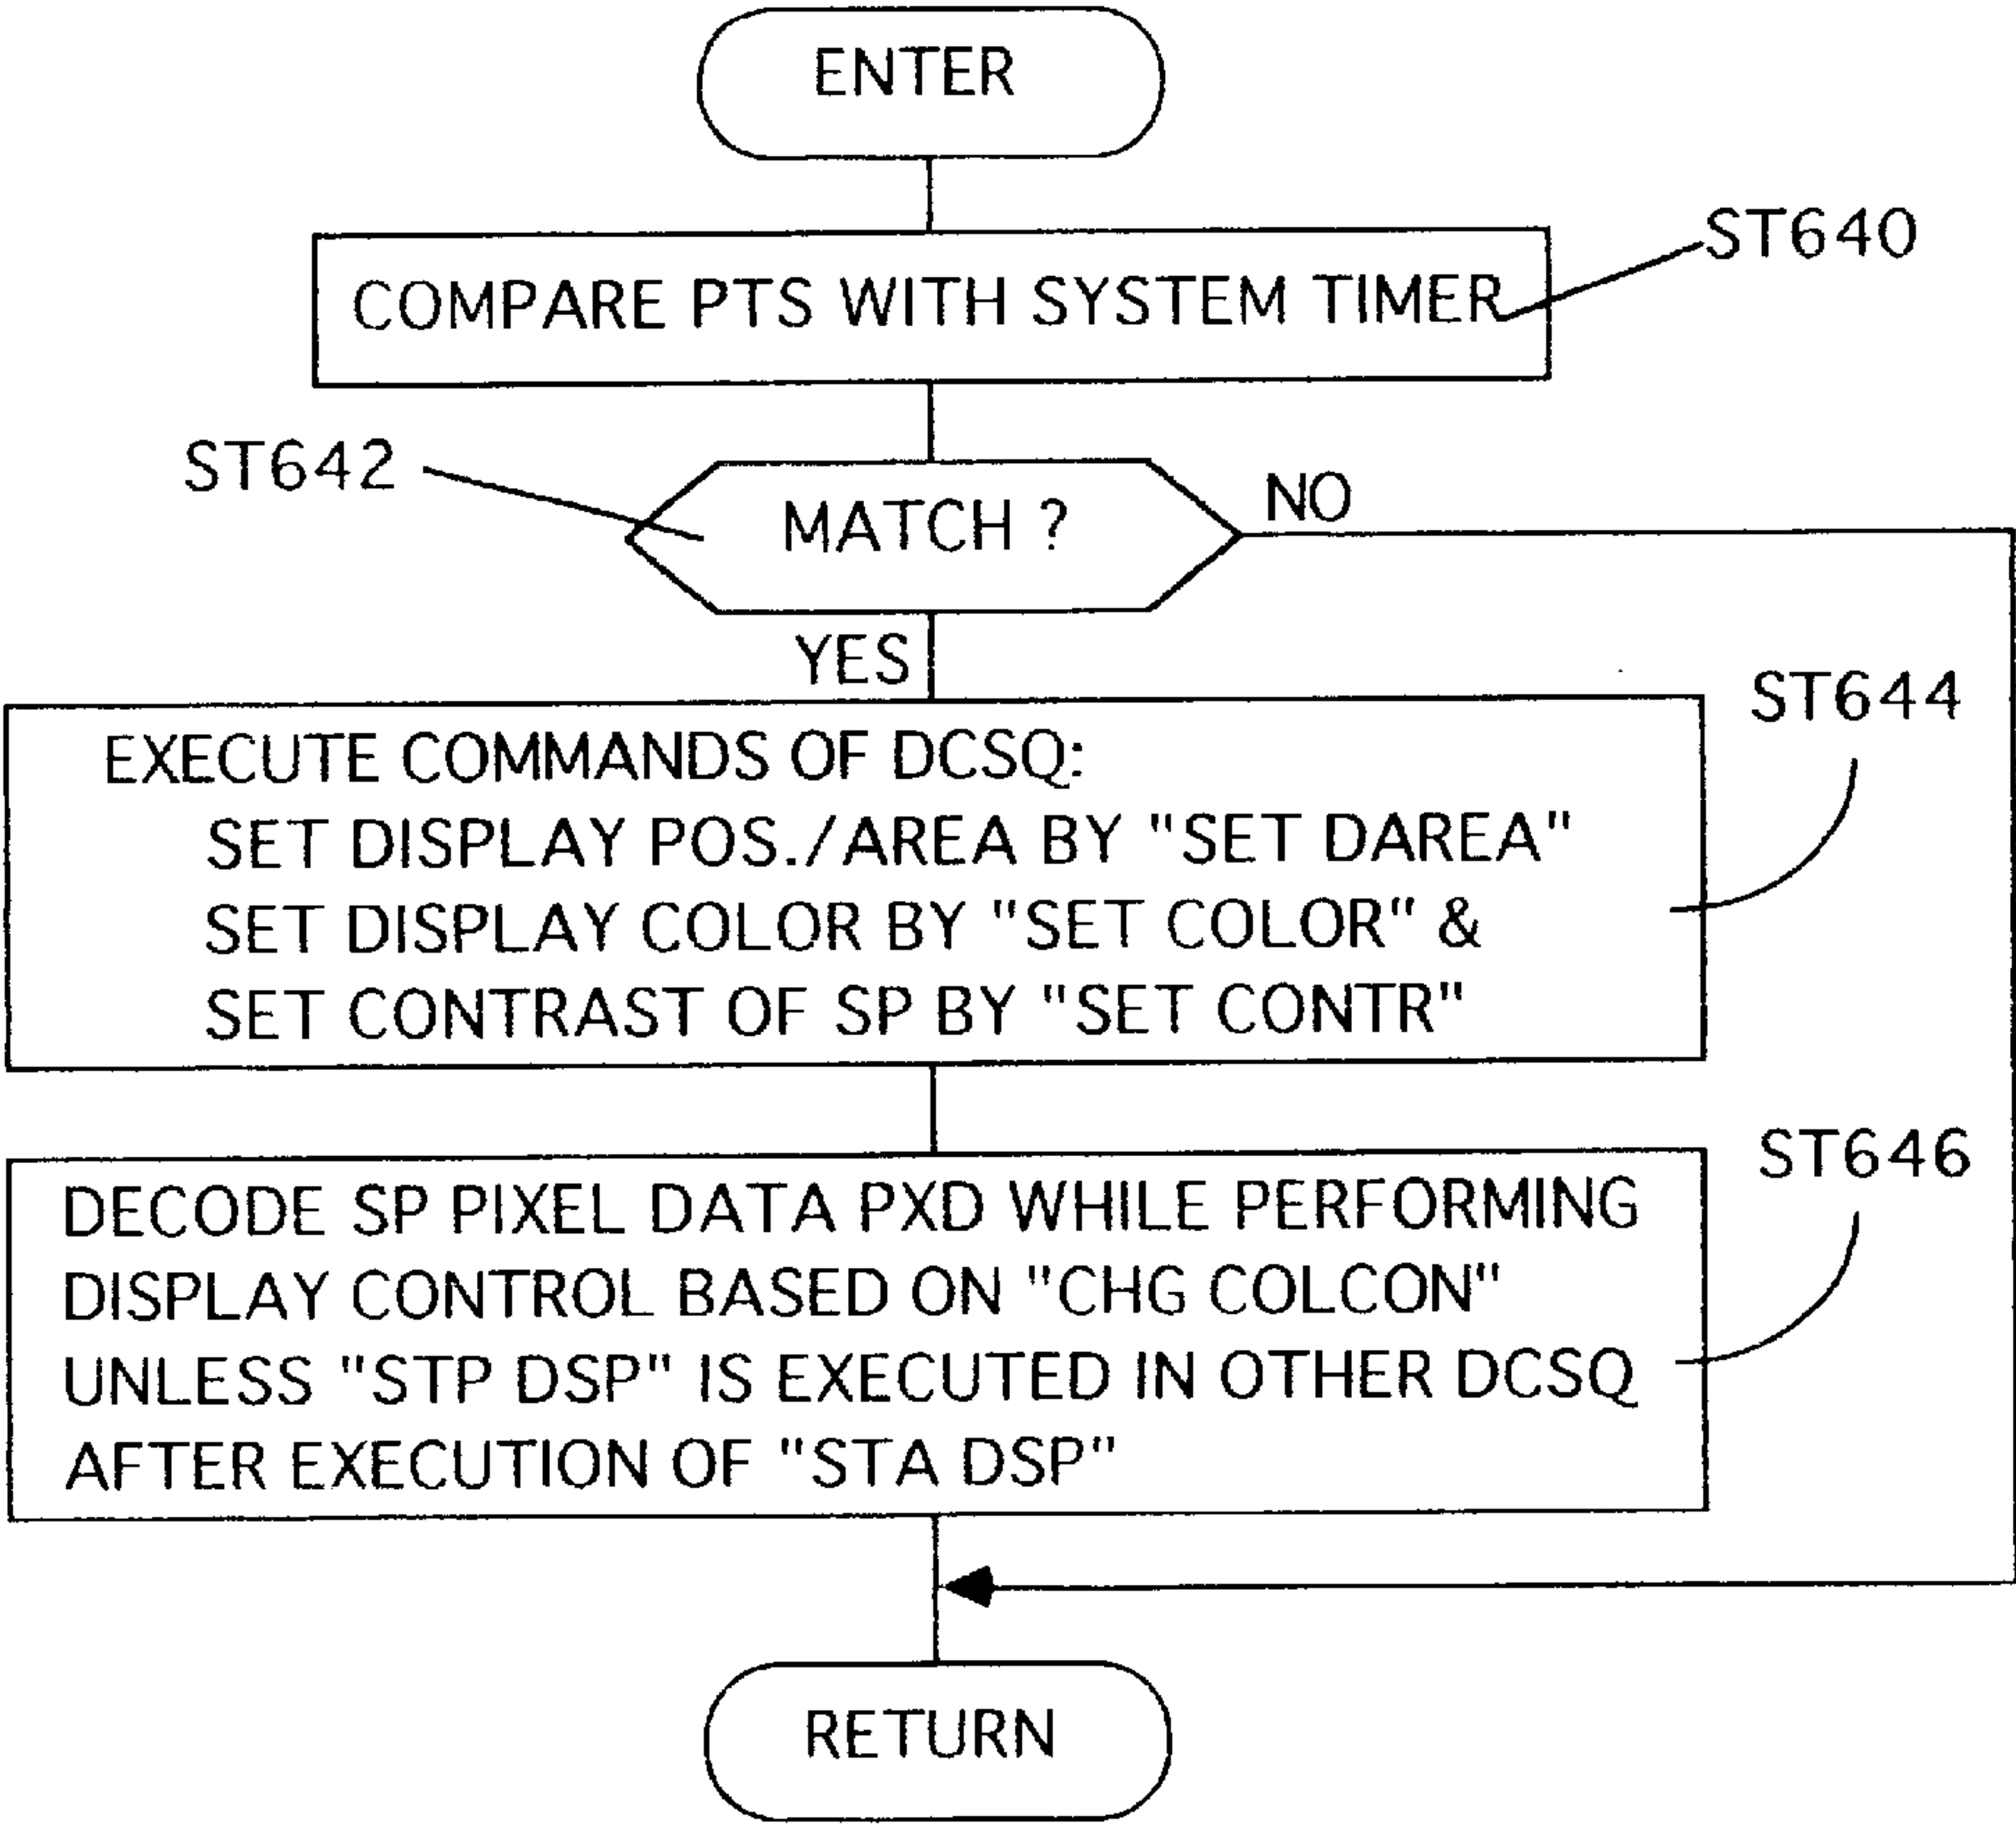 ENTER
COMPARE PTS WITH SYSTEM TIMER
ST640
ST642
MATCH ?
NO
YES
ST644
EXECUTE COMMANDS OF DCSQ:
SET DISPLAY POS./AREA BY "SET DAREA"
SET DISPLAY COLOR BY "SET COLOR" &
SET CONTRAST OF SP BY "SET CONTR"
ST646
DECODE SP PIXEL DATA PXD WHILE PERFORMING
DISPLAY CONTROL BASED ON "CHG COLCON"
UNLESS "STP DSP" IS EXECUTED IN OTHER DCSQ
AFTER EXECUTION OF "STA DSP"
RETURN